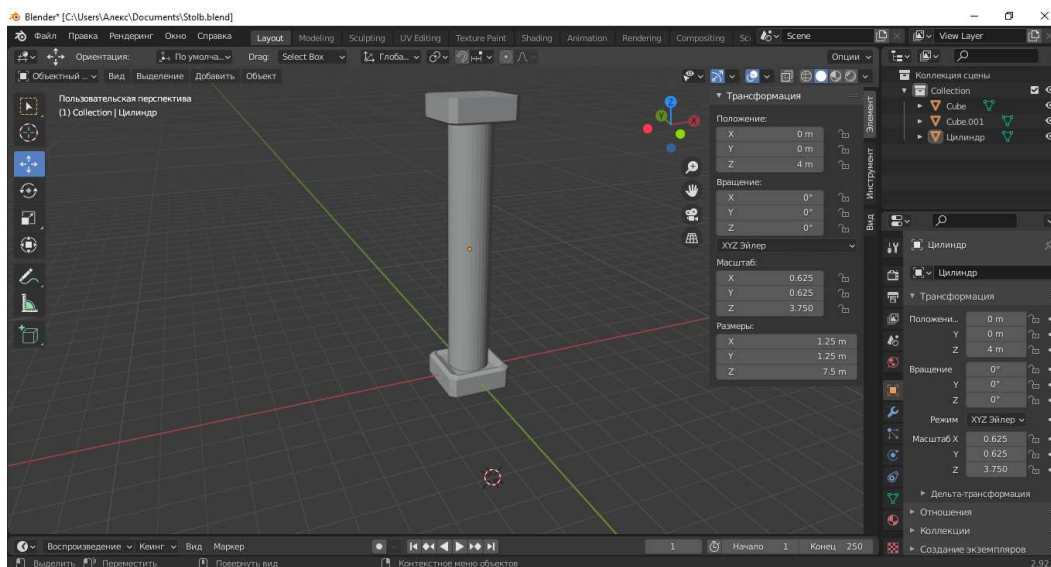 Blender* [C:\Users\Алекс\Documents\Stolb.blend]
Файл Правка Рендеринг Окно Справка Layout Modeling Sculpting UV Editing Texture Paint Shading Animation Rendering Compositing Sc Scene View Layer
Ориентация: По умолча... Drag: Select Box Глоба... Опции
Объектный ... Вид Выделение Добавить Объект
Пользовательская перспектива
(1) Collection | Цилиндр
Z
Y
X
Трансформация
Положение:
X 0 m
Y 0 m
Z 4 m
Вращение:
X 0°
Y 0°
Z 0°
XYZ Эйлер
Масштаб:
X 0.625
Y 0.625
Z 3.750
Размеры:
X 1.25 m
Y 1.25 m
Z 7.5 m
Элемент
Инструмент
Вид
Коллекция сцены
Collection
Cube
Cube.001
Цилиндр
Цилиндр
Цилиндр
Трансформация
Положени... 0 m
Y 0 m
Z 4 m
Вращение 0°
Y 0°
Z 0°
Режим XYZ Эйлер
Масштаб X 0.625
Y 0.625
Z 3.750
Дельта-трансформация
Отношения
Коллекции
Создание экземпляров
Воспроизведение Кеинг Вид Маркер 1 Начало 1 Конец 250
Выделить Переместить Повернуть вид Контекстное меню объектов 2.92